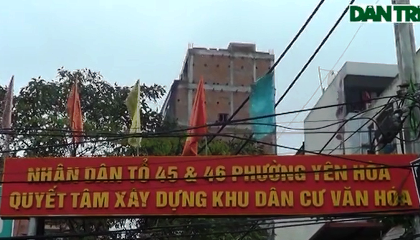 DÂN TRÍ
NHÂN DÂN TỔ 45 & 46 PHƯỜNG YÊN HÒA
QUYẾT TÂM XÂY DỰNG KHU DÂN CƯ VĂN HÓA